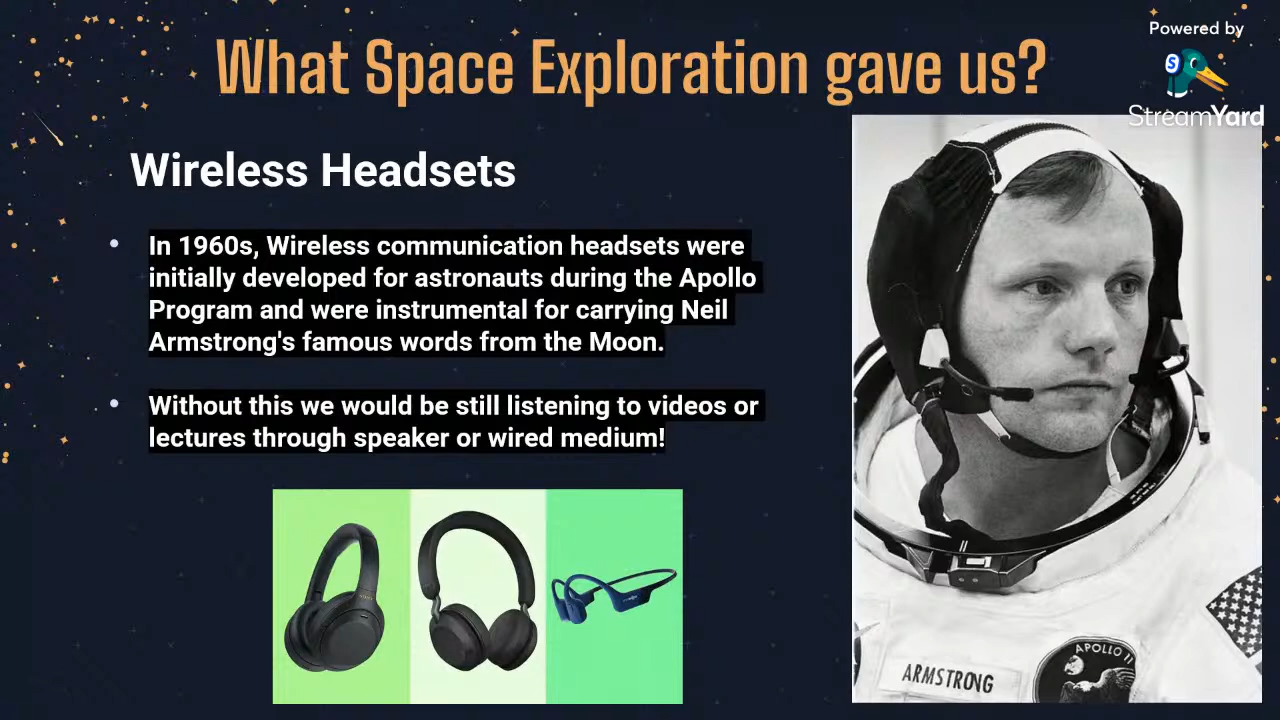 What Space Exploration gave us?
Powered by
StreamYard
Wireless Headsets
In 1960s, Wireless communication headsets were
initially developed for astronauts during the Apollo
Program and were instrumental for carrying Neil
Armstrong's famous words from the Moon.
Without this we would be still listening to videos or
lectures through speaker or wired medium!
ARMSTRONG
APOLLO 11